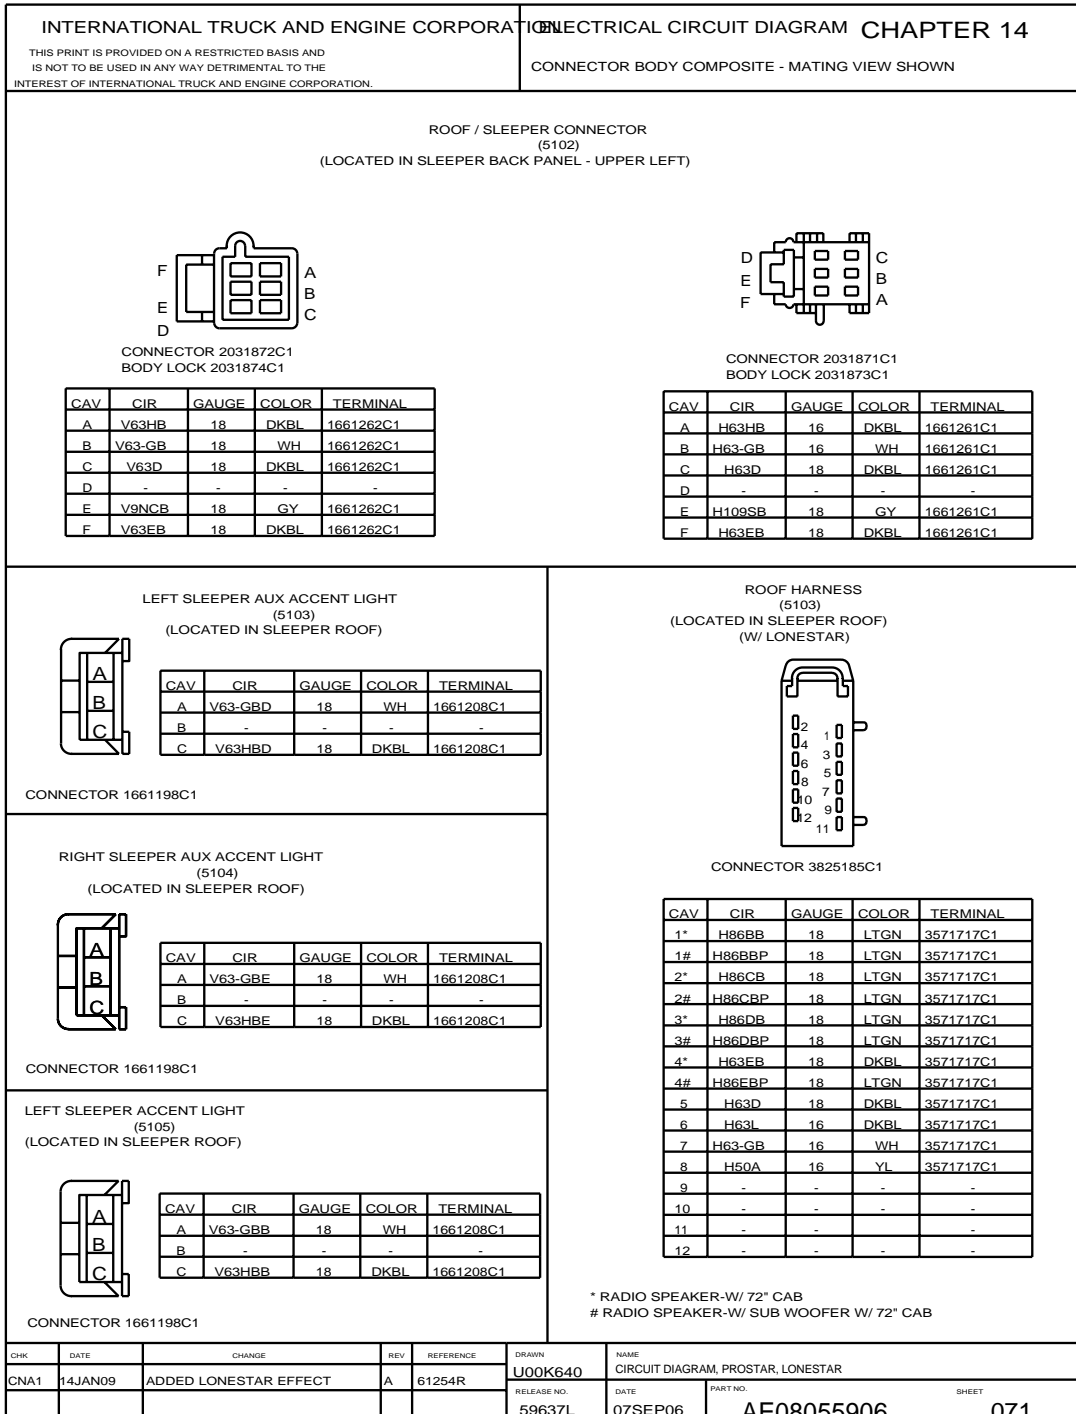 INTERNATIONAL TRUCK AND ENGINE CORPORATION
THIS PRINT IS PROVIDED ON A RESTRICTED BASIS AND
IS NOT TO BE USED IN ANY WAY DETRIMENTAL TO THE
INTEREST OF INTERNATIONAL TRUCK AND ENGINE CORPORATION.
ELECTRICAL CIRCUIT DIAGRAM CHAPTER 14
CONNECTOR BODY COMPOSITE - MATING VIEW SHOWN
ROOF / SLEEPER CONNECTOR
(5102)
(LOCATED IN SLEEPER BACK PANEL - UPPER LEFT)
F A
B
E C
D
CONNECTOR 2031872C1
BODY LOCK 2031874C1
CAV CIR GAUGE COLOR TERMINAL
A V63HB 18 DKBL 1661262C1
B V63-GB 18 WH 1661262C1
C V63D 18 DKBL 1661262C1
D - - - -
E V9NCB 18 GY 1661262C1
F V63EB 18 DKBL 1661262C1
D C
E B
F A
CONNECTOR 2031871C1
BODY LOCK 2031873C1
CAV CIR GAUGE COLOR TERMINAL
A H63HB 16 DKBL 1661261C1
B H63-GB 16 WH 1661261C1
C H63D 18 DKBL 1661261C1
D - - - -
E H109SB 18 GY 1661261C1
F H63EB 18 DKBL 1661261C1
LEFT SLEEPER AUX ACCENT LIGHT
(5103)
(LOCATED IN SLEEPER ROOF)
A
B
C
CAV CIR GAUGE COLOR TERMINAL
A V63-GBD 18 WH 1661208C1
B - - - -
C V63HBD 18 DKBL 1661208C1
CONNECTOR 1661198C1
RIGHT SLEEPER AUX ACCENT LIGHT
(5104)
(LOCATED IN SLEEPER ROOF)
A
B
C
CAV CIR GAUGE COLOR TERMINAL
A V63-GBE 18 WH 1661208C1
B - - - -
C V63HBE 18 DKBL 1661208C1
CONNECTOR 1661198C1
LEFT SLEEPER ACCENT LIGHT
(5105)
(LOCATED IN SLEEPER ROOF)
A
B
C
CAV CIR GAUGE COLOR TERMINAL
A V63-GBB 18 WH 1661208C1
B - - - -
C V63HBB 18 DKBL 1661208C1
CONNECTOR 1661198C1
ROOF HARNESS
(5103)
(LOCATED IN SLEEPER ROOF)
(W/ LONESTAR)
2 1
4 3
6 5
8 7
10 9
12 11
CONNECTOR 3825185C1
CAV CIR GAUGE COLOR TERMINAL
1* H86BB 18 LTGN 3571717C1
1# H86BBP 18 LTGN 3571717C1
2* H86CB 18 LTGN 3571717C1
2# H86CBP 18 LTGN 3571717C1
3* H86DB 18 LTGN 3571717C1
3# H86DBP 18 LTGN 3571717C1
4* H63EB 18 DKBL 3571717C1
4# H86EBP 18 LTGN 3571717C1
5 H63D 18 DKBL 3571717C1
6 H63L 16 DKBL 3571717C1
7 H63-GB 16 WH 3571717C1
8 H50A 16 YL 3571717C1
9 - - - -
10 - - - -
11 - - -
12 - - - -
* RADIO SPEAKER-W/ 72" CAB
# RADIO SPEAKER-W/ SUB WOOFER W/ 72" CAB
CHK DATE CHANGE REV REFERENCE
CNA1 14JAN09 ADDED LONESTAR EFFECT A 61254R
DRAWN
U00K640
NAME
CIRCUIT DIAGRAM, PROSTAR, LONESTAR
RELEASE NO. DATE PART NO. SHEET
59637L 07SEP06 AE08055906 071